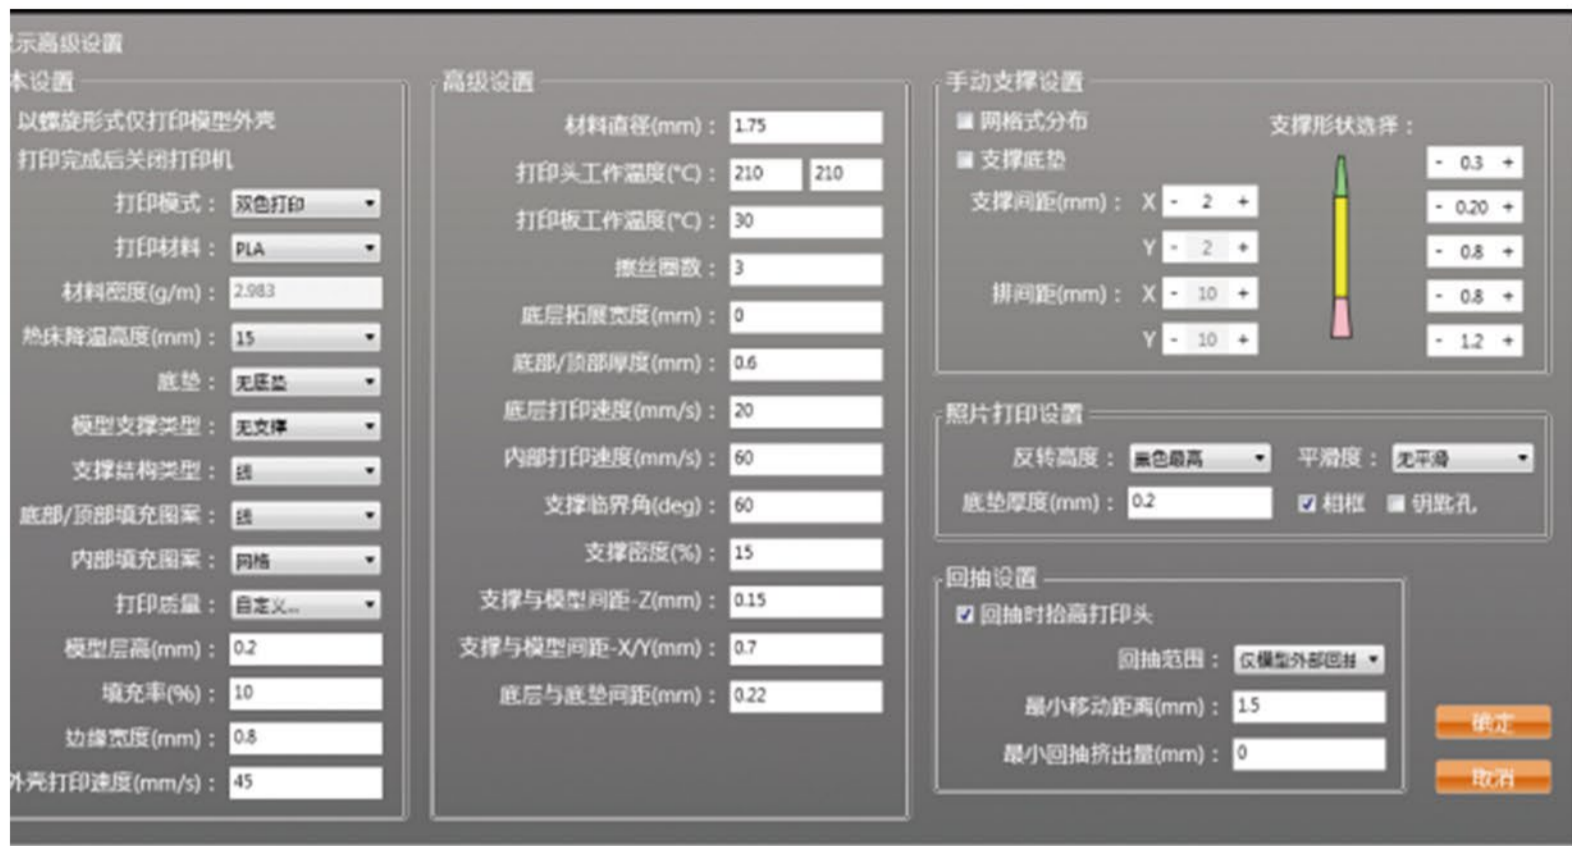 示高级设置
本设置
以螺旋形式仅打印模型外壳
打印完成后关闭打印机
打印模式： 双色打印
打印材料： PLA
材料密度(g/m)： 2.983
热床降温高度(mm)： 15
底垫： 无底垫
模型支撑类型： 无支撑
支撑结构类型： 线
底部/顶部填充图案： 线
内部填充图案： 网格
打印质量： 自定义...
模型层高(mm)： 0.2
填充率(%)： 10
边缘宽度(mm)： 0.8
外壳打印速度(mm/s)： 45
高级设置
材料直径(mm)： 1.75
打印头工作温度(°C)： 210 210
打印板工作温度(°C)： 30
擦丝圈数： 3
底层拓展宽度(mm)： 0
底部/顶部厚度(mm)： 0.6
底层打印速度(mm/s)： 20
内部打印速度(mm/s)： 60
支撑临界角(deg)： 60
支撑密度(%)： 15
支撑与模型间距-Z(mm)： 0.15
支撑与模型间距-X/Y(mm)： 0.7
底层与底垫间距(mm)： 0.22
手动支撑设置
网格式分布
支撑底垫
支撑间距(mm)： X - 2 +
Y - 2 +
排间距(mm)： X - 10 +
Y - 10 +
支撑形状选择：
- 0.3 +
- 0.20 +
- 0.8 +
- 0.8 +
- 1.2 +
照片打印设置
反转高度： 黑色最高 平滑度： 无平滑
底垫厚度(mm)： 0.2 相框 钥匙孔
回抽设置
回抽时抬高打印头
回抽范围： 仅模型外部回抽
最小移动距离(mm)： 1.5
最小回抽挤出量(mm)： 0
确定
取消